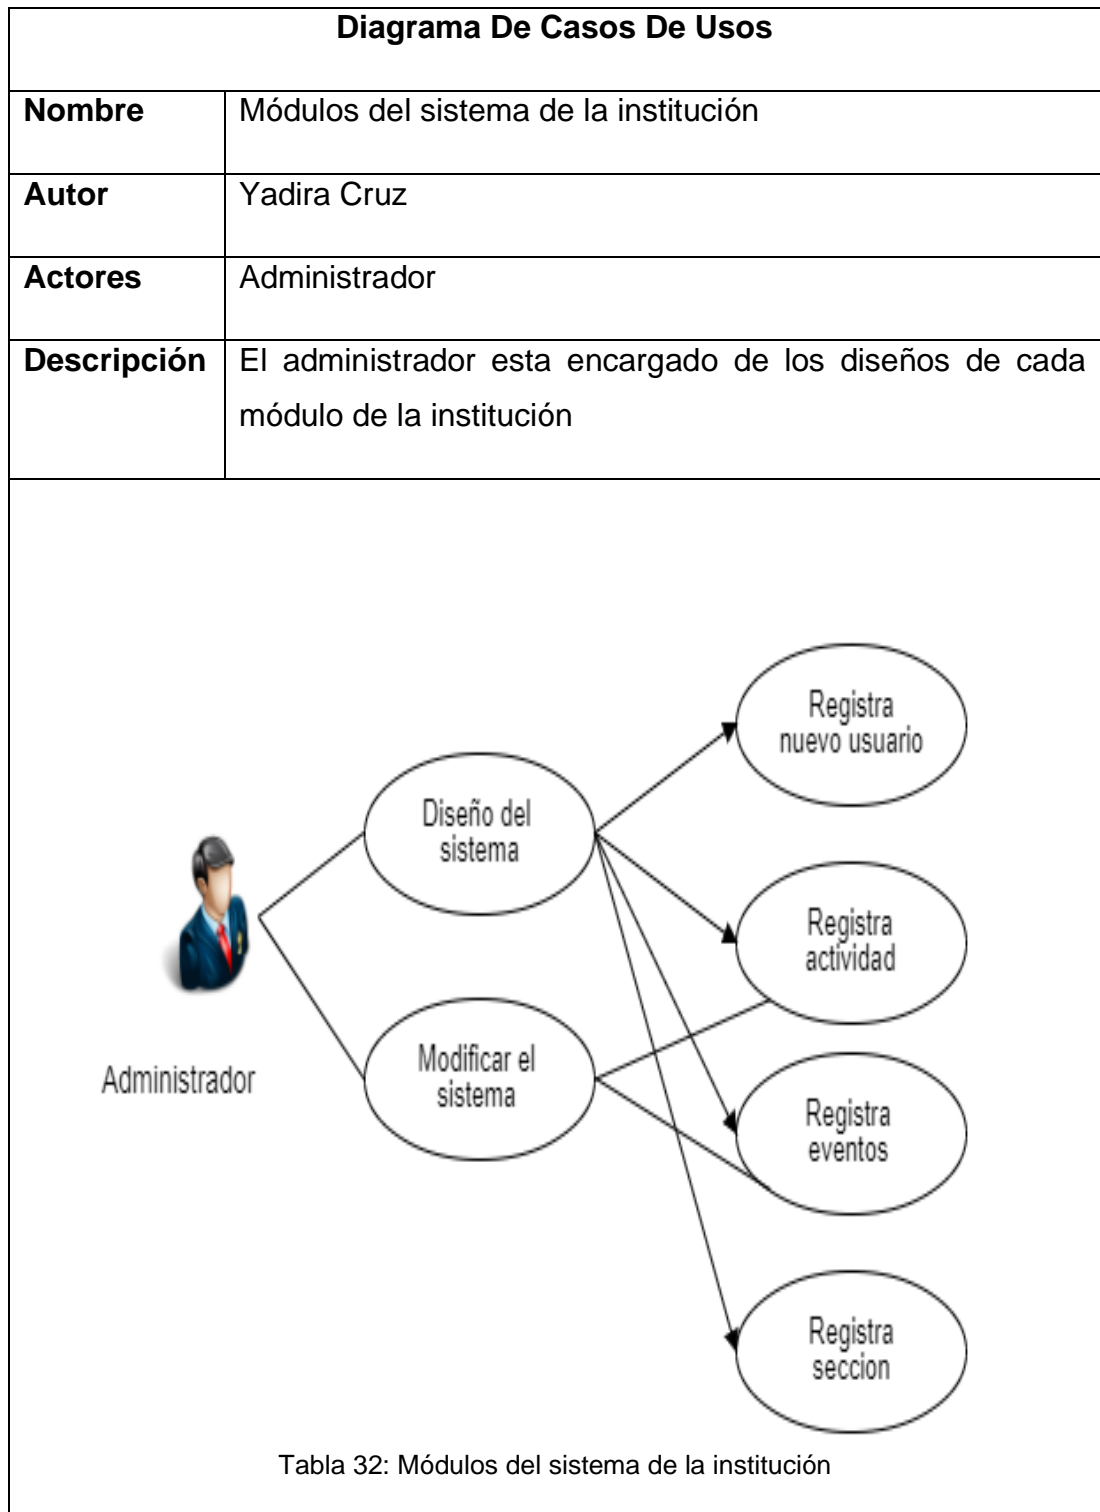 Diagrama De Casos De Usos
Nombre
Módulos del sistema de la institución
Autor
Yadira Cruz
Actores
Administrador
Descripción
El administrador esta encargado de los diseños de cada
módulo de la institución
Registra
nuevo usuario
Diseño del
sistema
Registra
actividad
Administrador
Modificar el
sistema
Registra
eventos
Registra
seccion
Tabla 32: Módulos del sistema de la institución